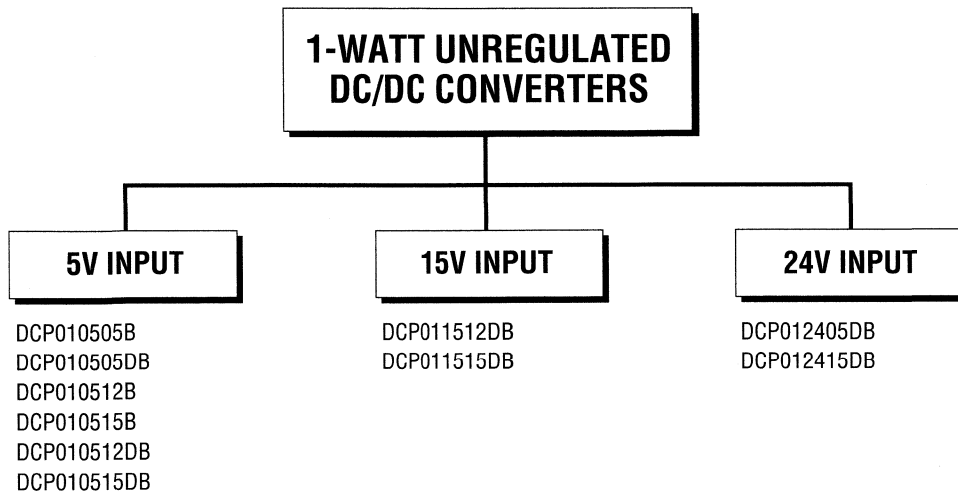 1-WATT UNREGULATED
DC/DC CONVERTERS
5V INPUT
DCP010505B
DCP010505DB
DCP010512B
DCP010515B
DCP010512DB
DCP010515DB
15V INPUT
DCP011512DB
DCP011515DB
24V INPUT
DCP012405DB
DCP012415DB